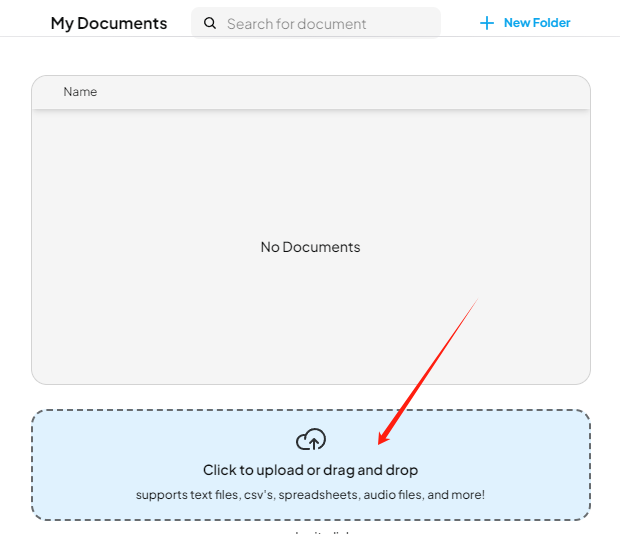 My Documents
Search for document
New Folder
Name
No Documents
Click to upload or drag and drop
supports text files, csv's, spreadsheets, audio files, and more!